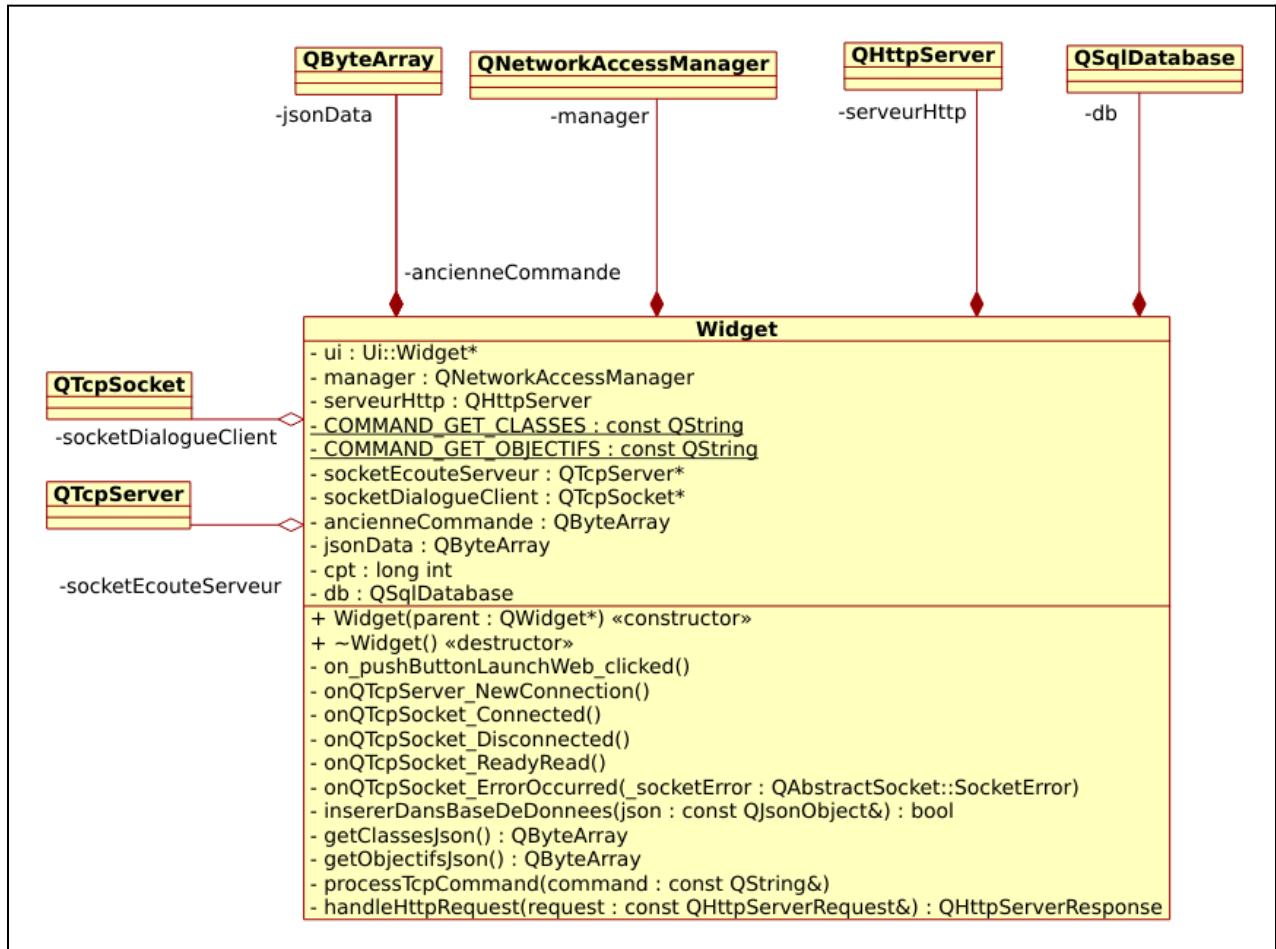 QByteArray
QNetworkAccessManager
QHttpServer
QSqlDatabase
-jsonData
-manager
-serveurHttp
-db
-ancienneCommande
QTcpSocket
-socketDialogueClient
QTcpServer
-socketEcouteServeur
Widget
- ui : Ui::Widget*
- manager : QNetworkAccessManager
- serveurHttp : QHttpServer
- COMMAND_GET_CLASSES : const QString
- COMMAND_GET_OBJECTIFS : const QString
- socketEcouteServeur : QTcpServer*
- socketDialogueClient : QTcpSocket*
- ancienneCommande : QByteArray
- jsonData : QByteArray
- cpt : long int
- db : QSqlDatabase
+ Widget(parent : QWidget*) «constructor»
+ ~Widget() «destructor»
- on_pushButtonLaunchWeb_clicked()
- onQTcpServer_NewConnection()
- onQTcpSocket_Connected()
- onQTcpSocket_Disconnected()
- onQTcpSocket_ReadyRead()
- onQTcpSocket_ErrorOccurred(_socketError : QAbstractSocket::SocketError)
- insererDansBaseDeDonnees(json : const QJsonObject&) : bool
- getClassesJson() : QByteArray
- getObjectifsJson() : QByteArray
- processTcpCommand(command : const QString&)
- handleHttpRequest(request : const QHttpServerRequest&) : QHttpServerResponse